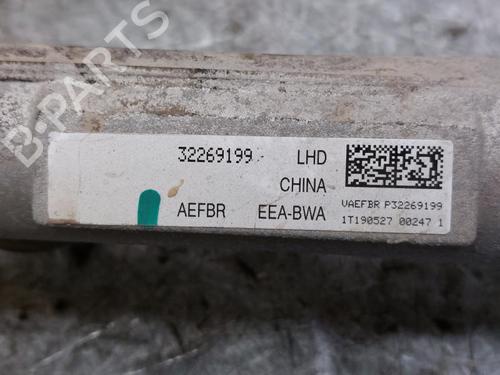 B-PARTS
32269199 LHD
CHINA
AEFBR EEA-BWA
VAEFBR P32269199
1T190527 00247 1